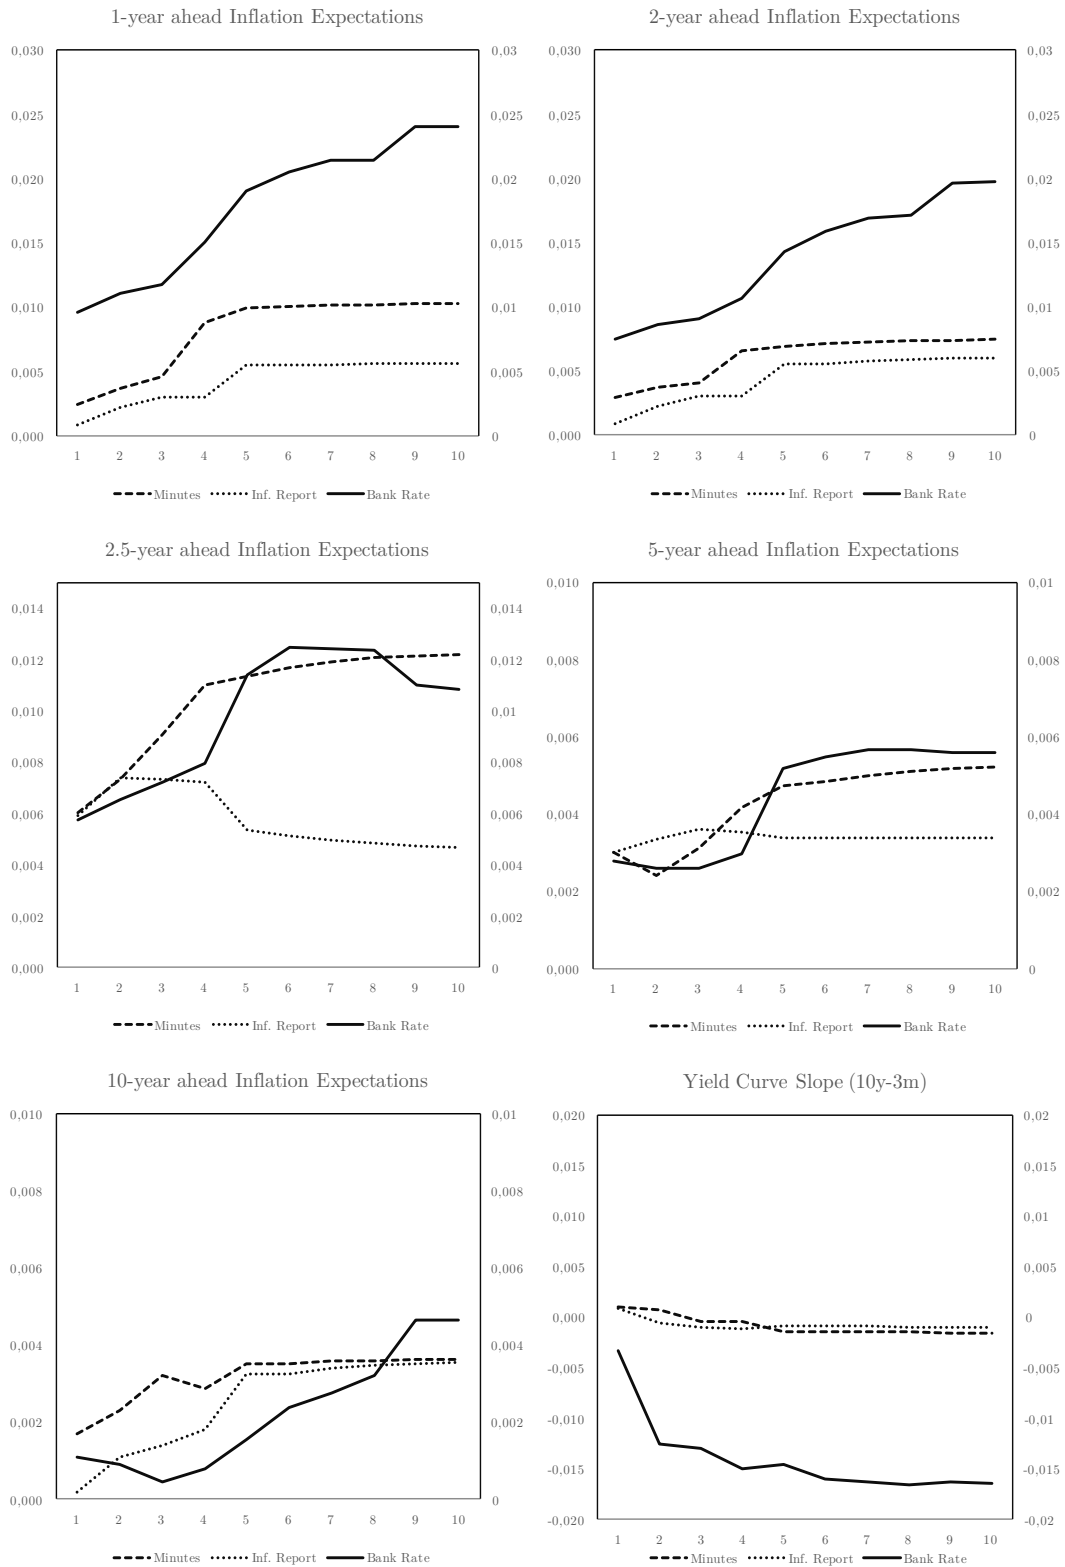 1-year ahead Inflation Expectations
0,030 0,03
0,025 0,025
0,020 0,02
0,015 0,015
0,010 0,01
0,005 0,005
0,000 0
1 2 3 4 5 6 7 8 9 10
Minutes Inf. Report Bank Rate
2-year ahead Inflation Expectations
0,030 0,03
0,025 0,025
0,020 0,02
0,015 0,015
0,010 0,01
0,005 0,005
0,000 0
1 2 3 4 5 6 7 8 9 10
Minutes Inf. Report Bank Rate
2.5-year ahead Inflation Expectations
0,014 0,014
0,012 0,012
0,010 0,01
0,008 0,008
0,006 0,006
0,004 0,004
0,002 0,002
0,000 0
1 2 3 4 5 6 7 8 9 10
Minutes Inf. Report Bank Rate
5-year ahead Inflation Expectations
0,010 0,01
0,008 0,008
0,006 0,006
0,004 0,004
0,002 0,002
0,000 0
1 2 3 4 5 6 7 8 9 10
Minutes Inf. Report Bank Rate
10-year ahead Inflation Expectations
0,010 0,01
0,008 0,008
0,006 0,006
0,004 0,004
0,002 0,002
0,000 0
1 2 3 4 5 6 7 8 9 10
Minutes Inf. Report Bank Rate
Yield Curve Slope (10y-3m)
0,020 0,02
0,015 0,015
0,010 0,01
0,005 0,005
0,000 0
-0,005 -0,005
-0,010 -0,01
-0,015 -0,015
-0,020 -0,02
1 2 3 4 5 6 7 8 9 10
Minutes Inf. Report Bank Rate